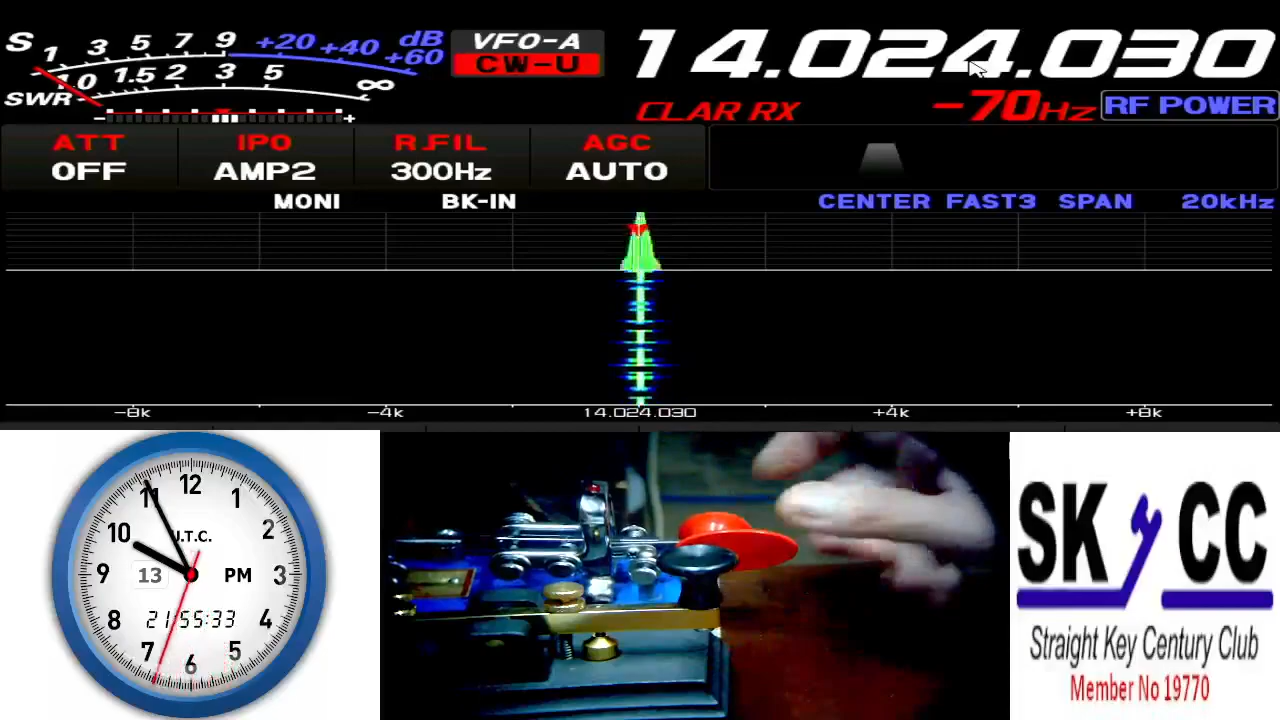 S 1 3 5 7 9 +20 +40 +60 dB
VFO-A
14.024.030
CW-U
SWR 1.0 1.5 2 3 5 ∞
CLAR RX -70Hz RF POWER
- +
ATT IPO R.FIL AGC
OFF AMP2 300Hz AUTO
MONI BK-IN CENTER FAST3 SPAN 20kHz
-8k -4k 14.024.030 +4k +8k
12 1 2 3 4 5 6 7 8 9 10 11
U.T.C.
13 PM
21:55:33
SK CC
Straight Key Century Club
Member No 19770